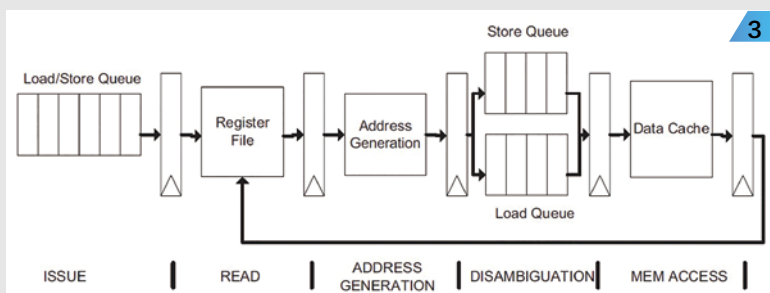 3
Store Queue
Load/Store Queue
Register
File
Address
Generation
Data Cache
Load Queue
ISSUE
READ
ADDRESS
GENERATION
DISAMBIGUATION
MEM ACCESS